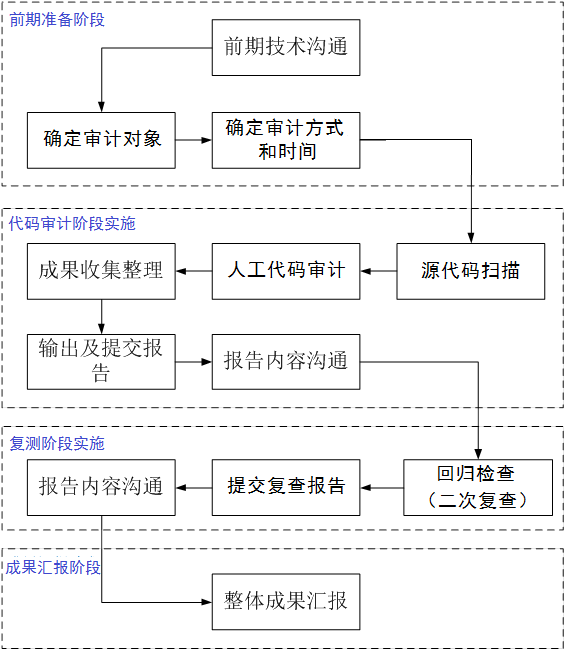 前期准备阶段
前期技术沟通
确定审计对象
确定审计方式
和时间
代码审计阶段实施
成果收集整理
人工代码审计
源代码扫描
输出及提交报
告
报告内容沟通
复测阶段实施
报告内容沟通
提交复查报告
回归检查
（二次复查）
成果汇报阶段
整体成果汇报